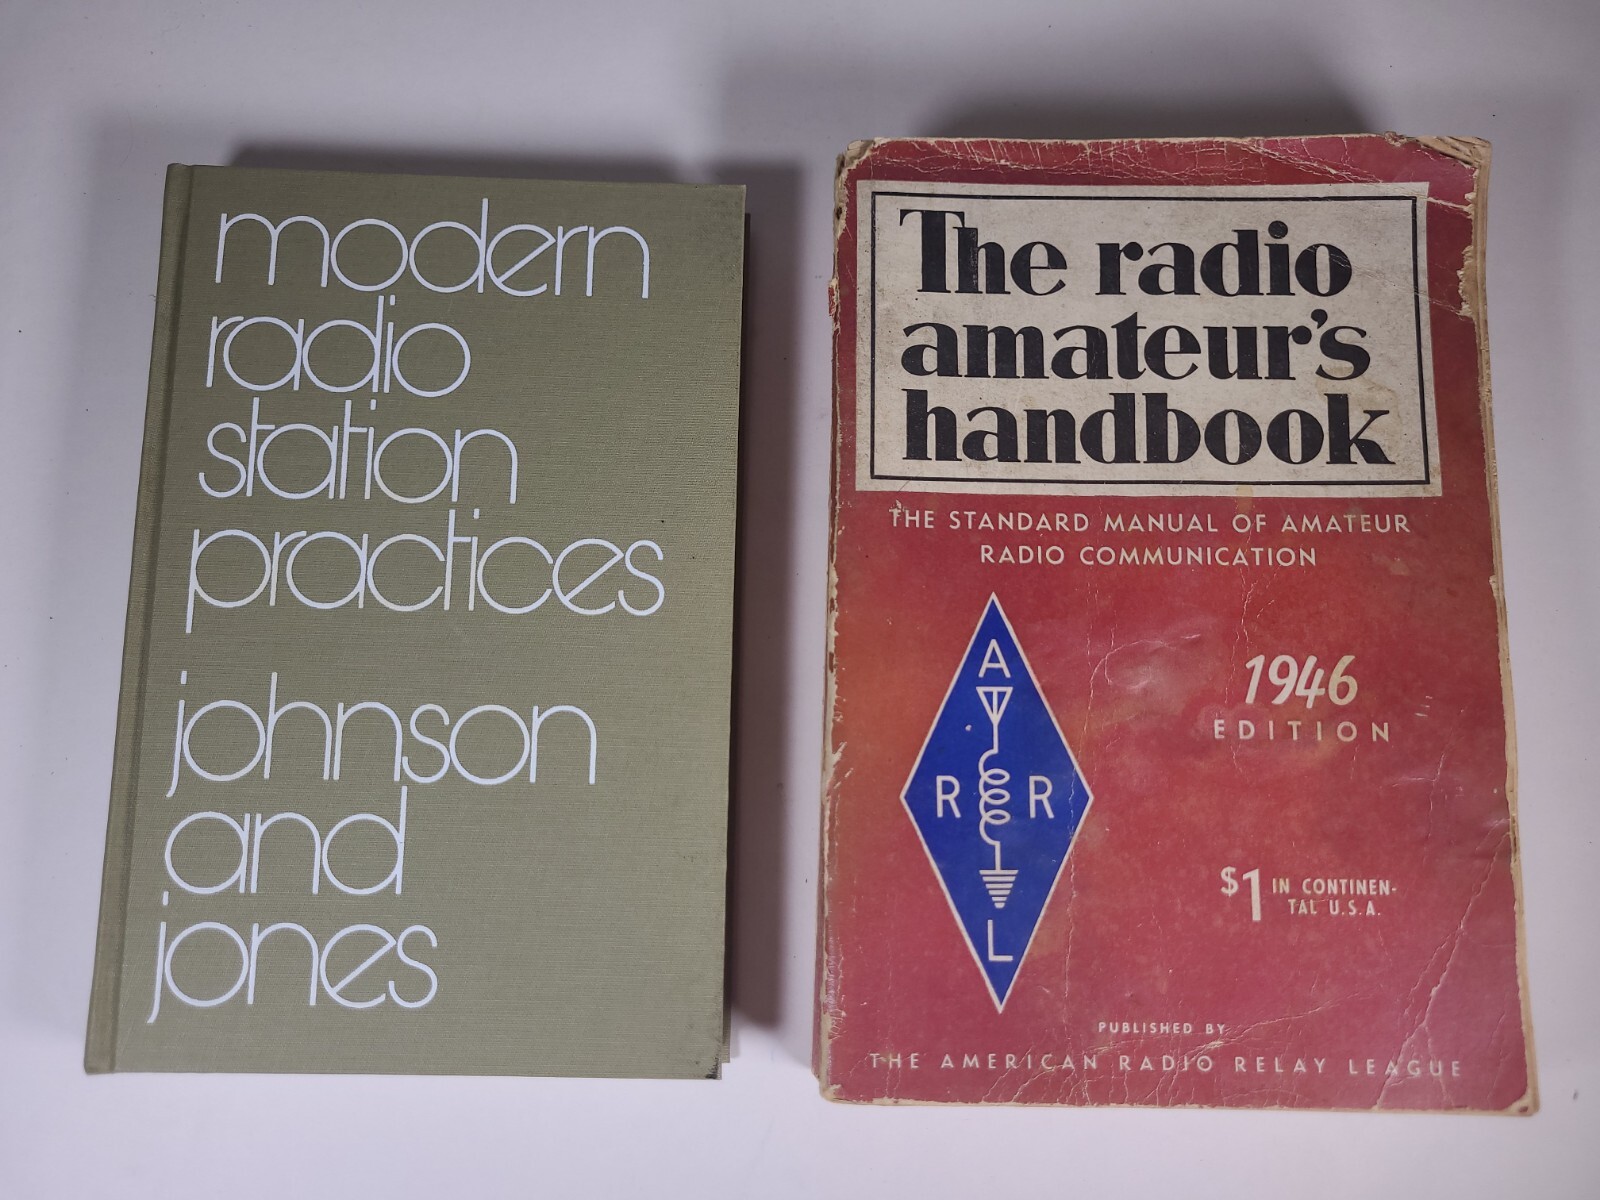 modern
radio
station
practices
johnson
and
jones
The radio
amateur's
handbook
THE STANDARD MANUAL OF AMATEUR
RADIO COMMUNICATION
A
R R
L
1946
EDITION
$1 IN CONTINEN-
TAL U.S.A.
PUBLISHED BY
THE AMERICAN RADIO RELAY LEAGUE